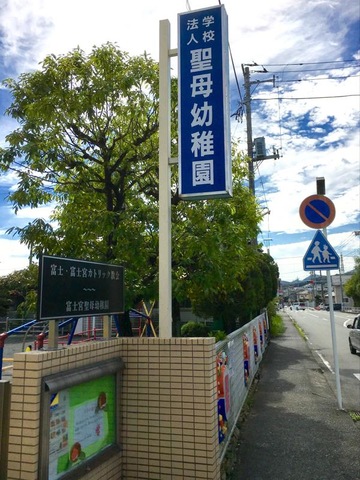 学校
法人
聖母幼稚園
富士・富士宮カトリック教会
富士宮聖母幼稚園